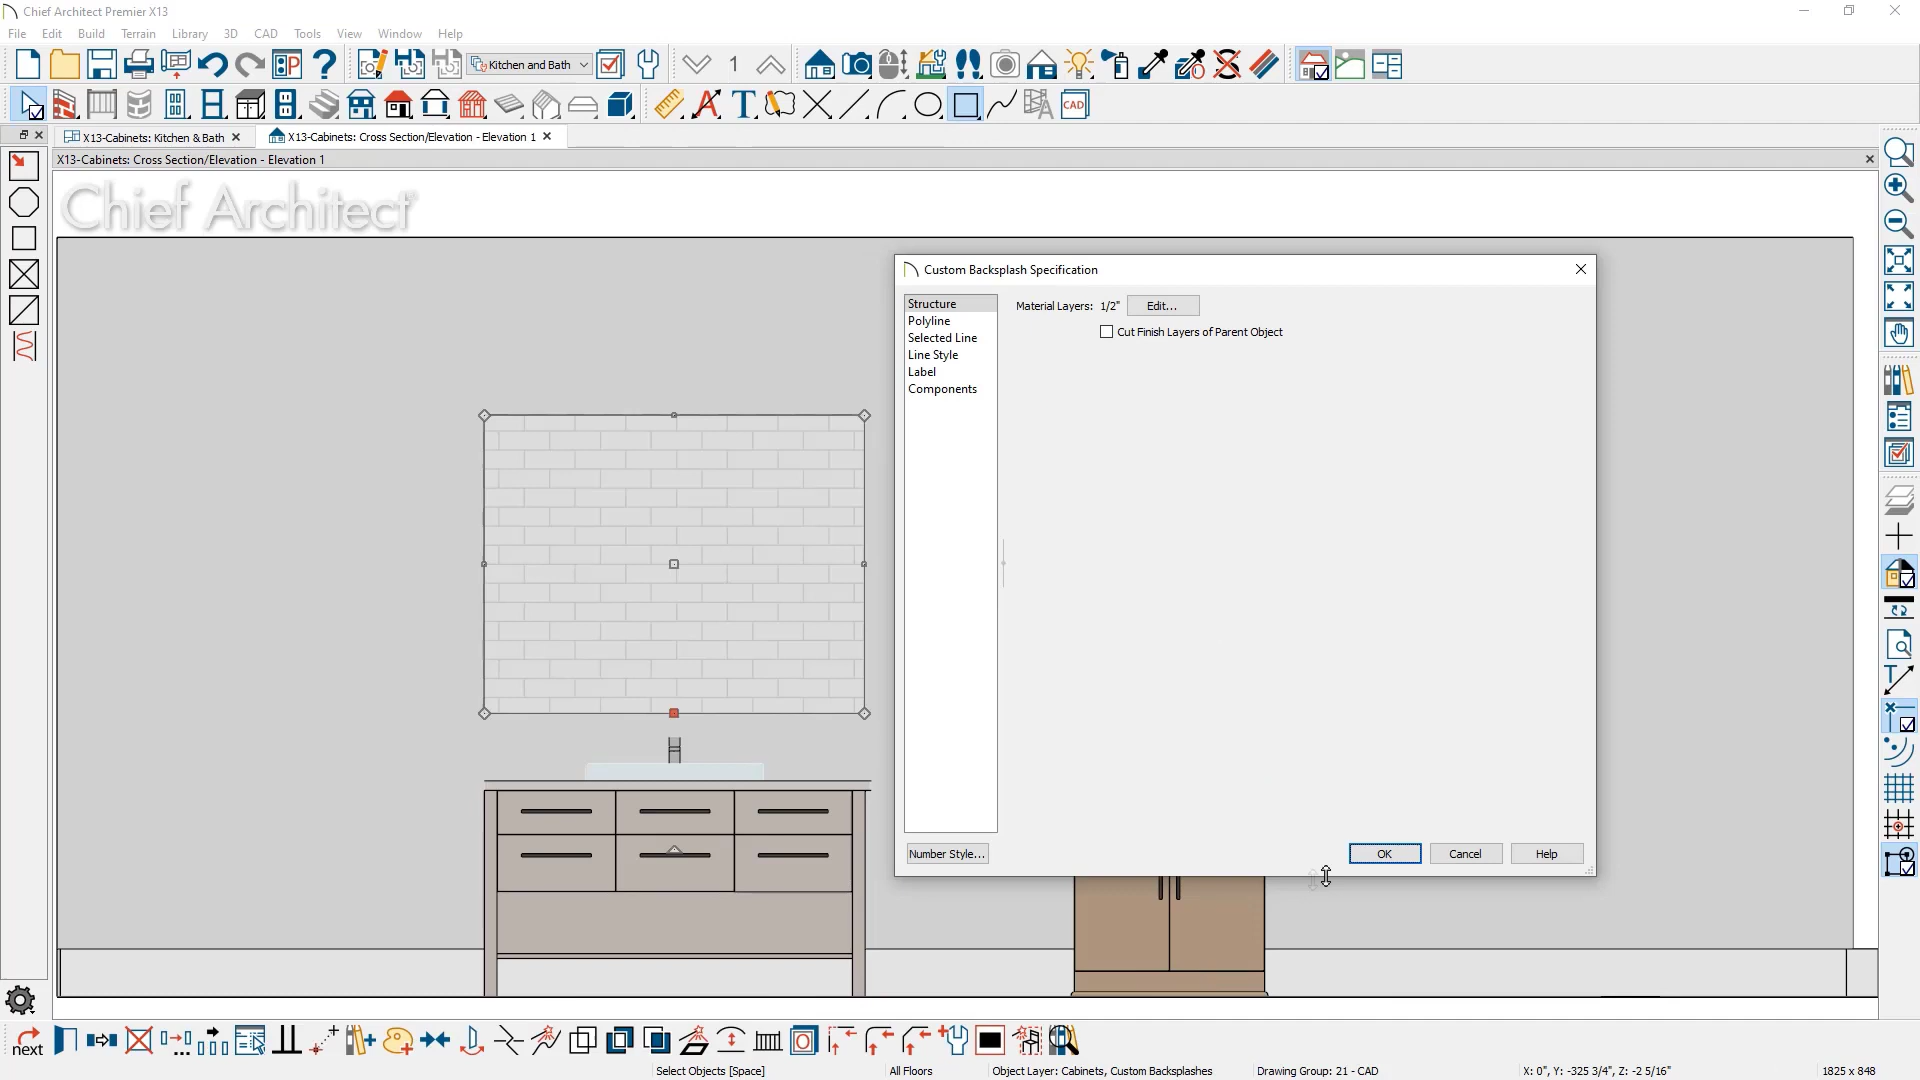 Chief Architect Premier X13
File Edit Build Terrain Library 3D CAD Tools View Window Help
Kitchen and Bath 1
CAD
X13-Cabinets: Kitchen & Bath X13-Cabinets: Cross Section/Elevation - Elevation 1
X13-Cabinets: Cross Section/Elevation - Elevation 1
Chief Architect
Custom Backsplash Specification
Structure
Polyline
Selected Line
Line Style
Label
Components
Material Layers: 1/2" Edit...
Cut Finish Layers of Parent Object
Number Style... OK Cancel Help
next
Select Objects [Space] All Floors Object Layer: Cabinets, Custom Backsplashes Drawing Group: 21 - CAD X: 0", Y: -325 3/4", Z: -2 5/16" 1825 x 848